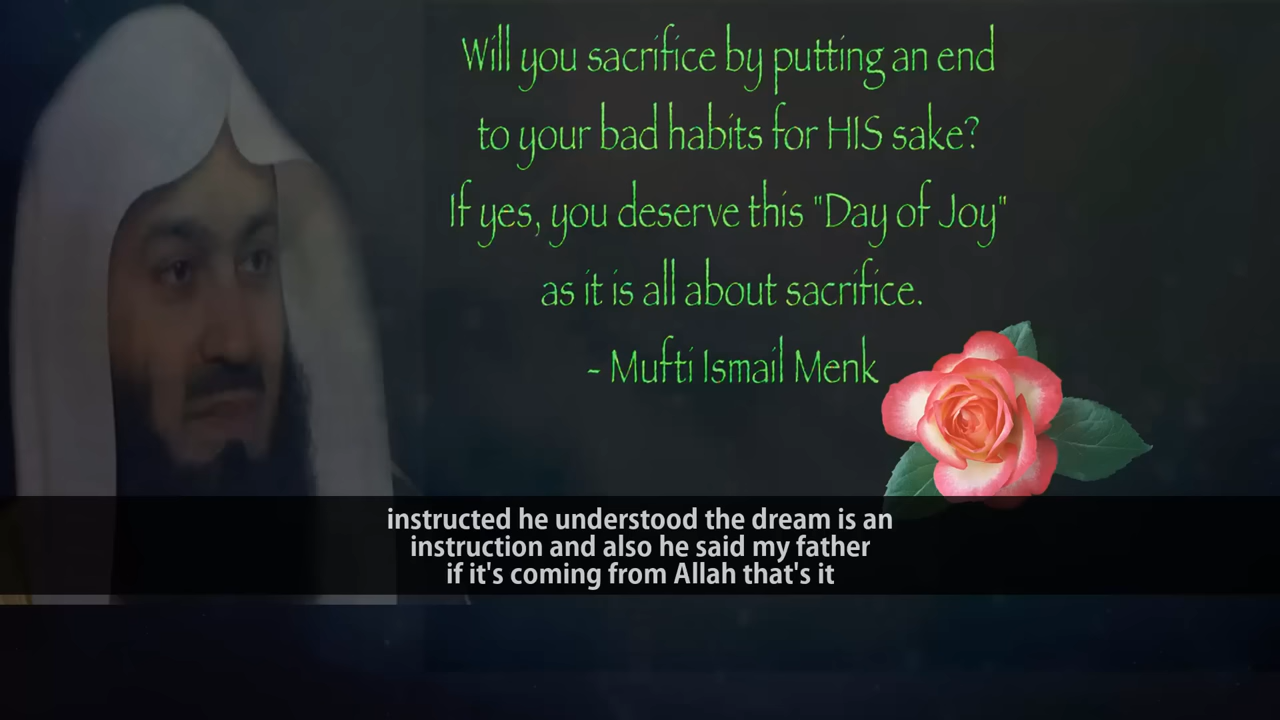 Will you sacrifice by putting an end
to your bad habits for HIS sake?
If yes, you deserve this "Day of Joy"
as it is all about sacrifice.
- Mufti Ismail Menk
instructed he understood the dream is an
instruction and also he said my father
if it's coming from Allah that's it